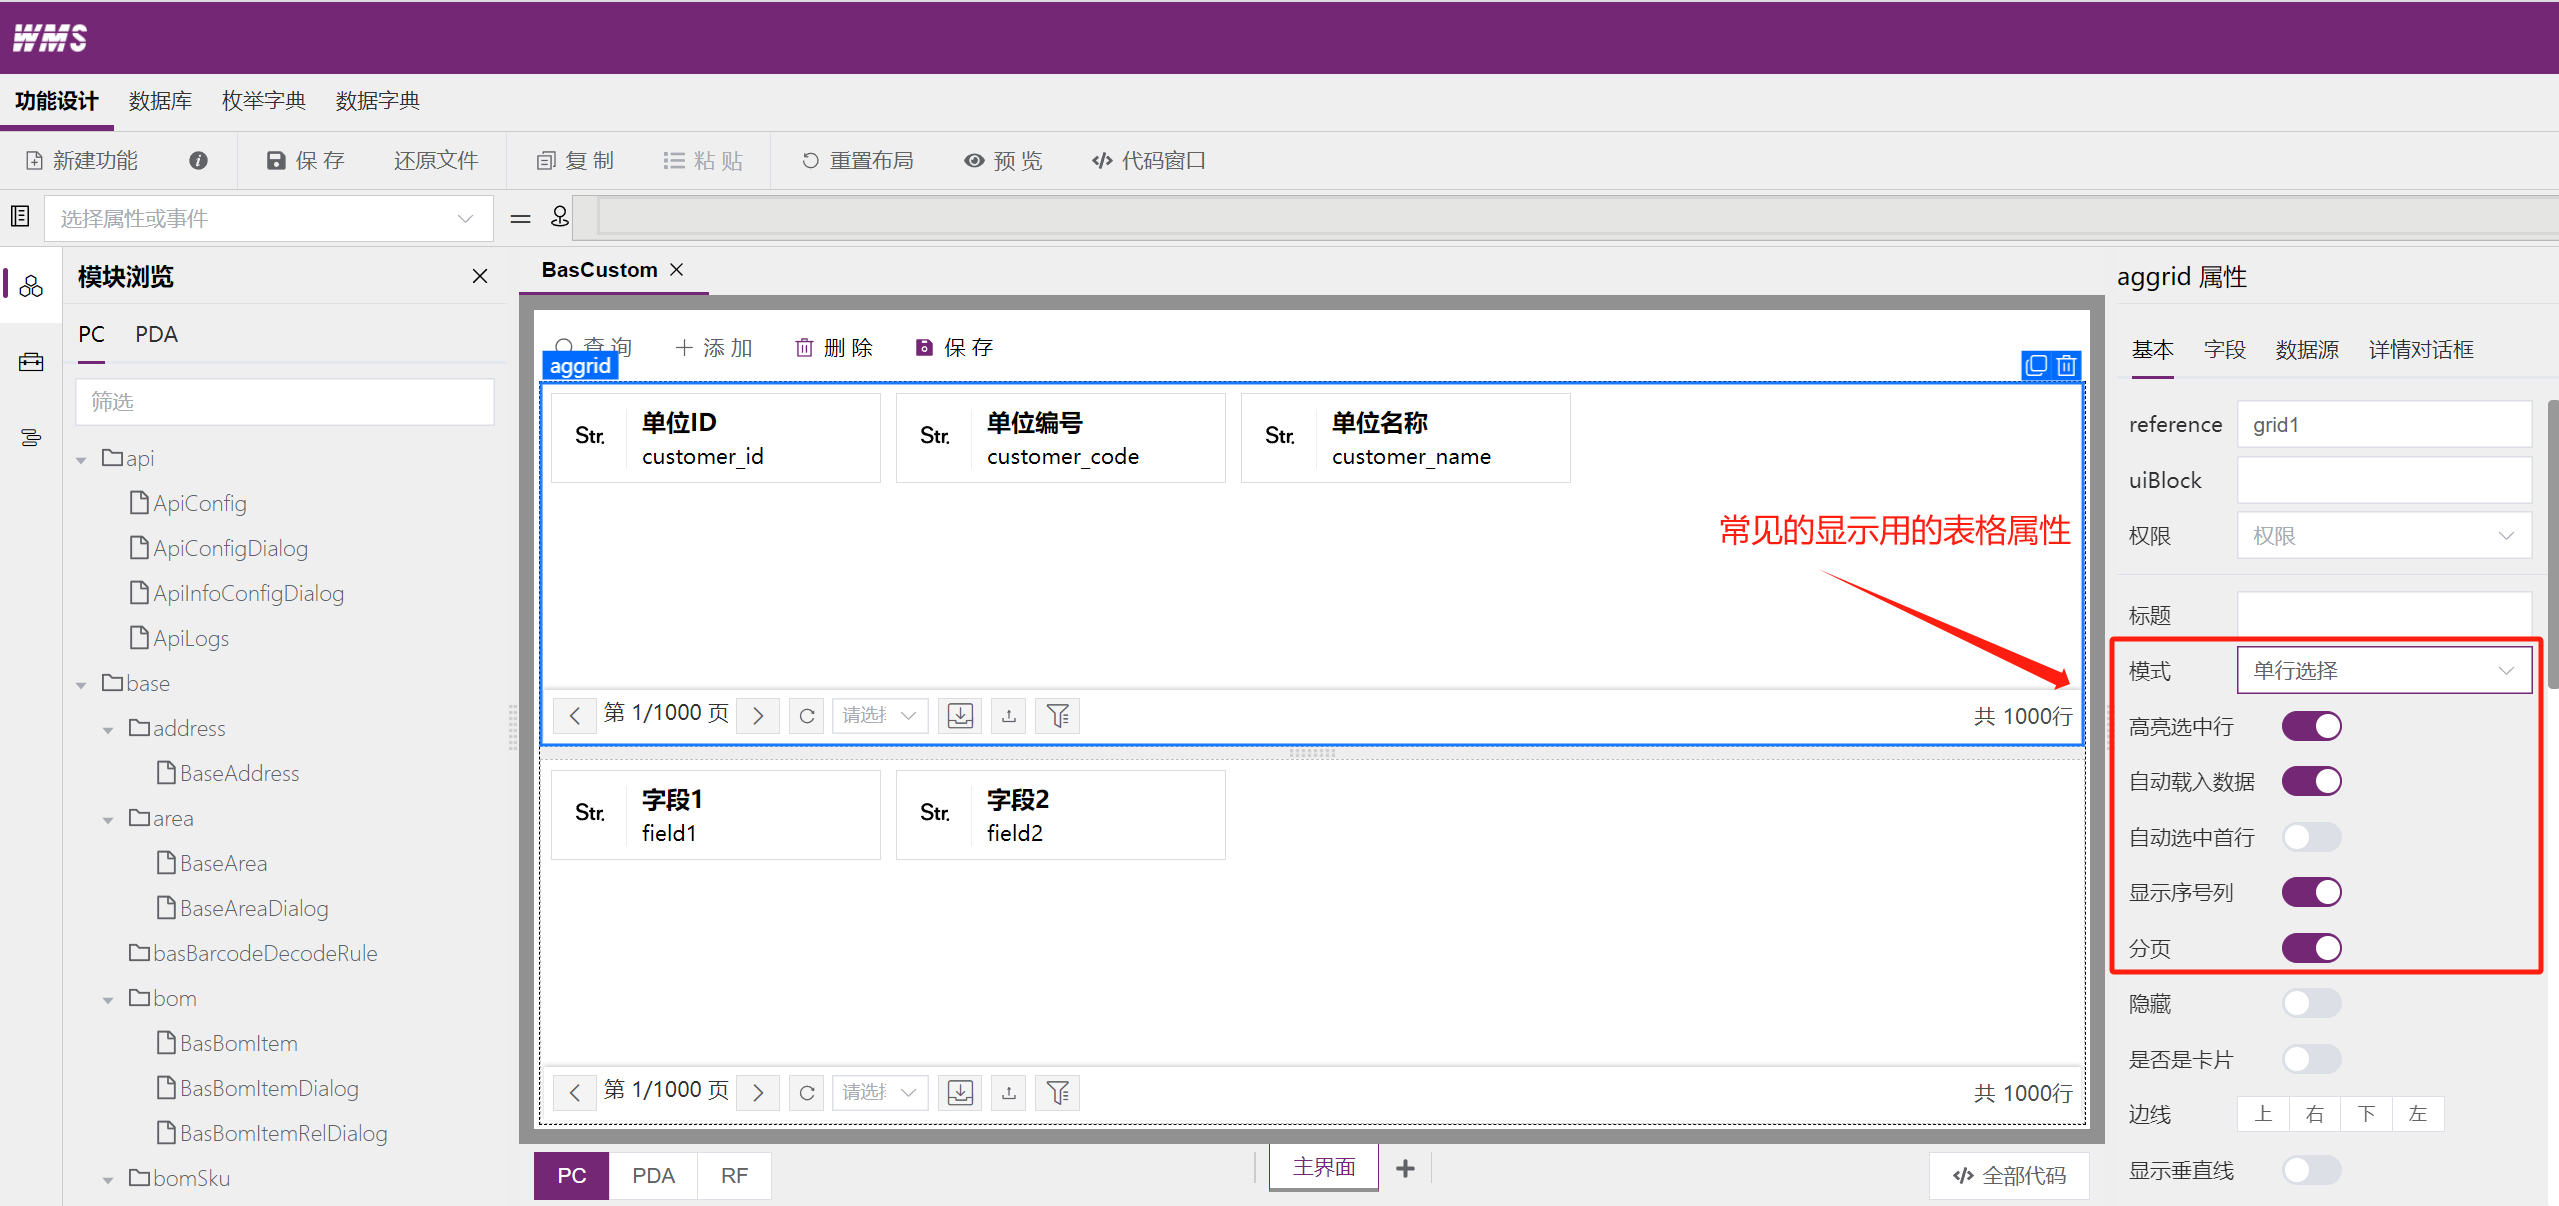 WMS
功能设计 数据库 枚举字典 数据字典
新建功能 保 存 还原文件 复 制 粘 贴 重置布局 预 览 代码窗口
选择属性或事件 =
模块浏览
PC PDA
筛选
api
ApiConfig
ApiConfigDialog
ApiInfoConfigDialog
ApiLogs
base
address
BaseAddress
area
BaseArea
BaseAreaDialog
basBarcodeDecodeRule
bom
BasBomItem
BasBomItemDialog
BasBomItemRelDialog
bomSku
BasCustom
查 询 添 加 删 除 保 存
aggrid
Str. 单位ID
customer_id
Str. 单位编号
customer_code
Str. 单位名称
customer_name
常见的显示用的表格属性
第 1/1000 页 请选择 共 1000行
Str. 字段1
field1
Str. 字段2
field2
第 1/1000 页 请选择 共 1000行
PC PDA RF 主界面 + 全部代码
aggrid 属性
基本 字段 数据源 详情对话框
reference grid1
uiBlock
权限 权限
标题
模式 单行选择
高亮选中行
自动载入数据
自动选中首行
显示序号列
分页
隐藏
是否是卡片
边线 上 右 下 左
显示垂直线